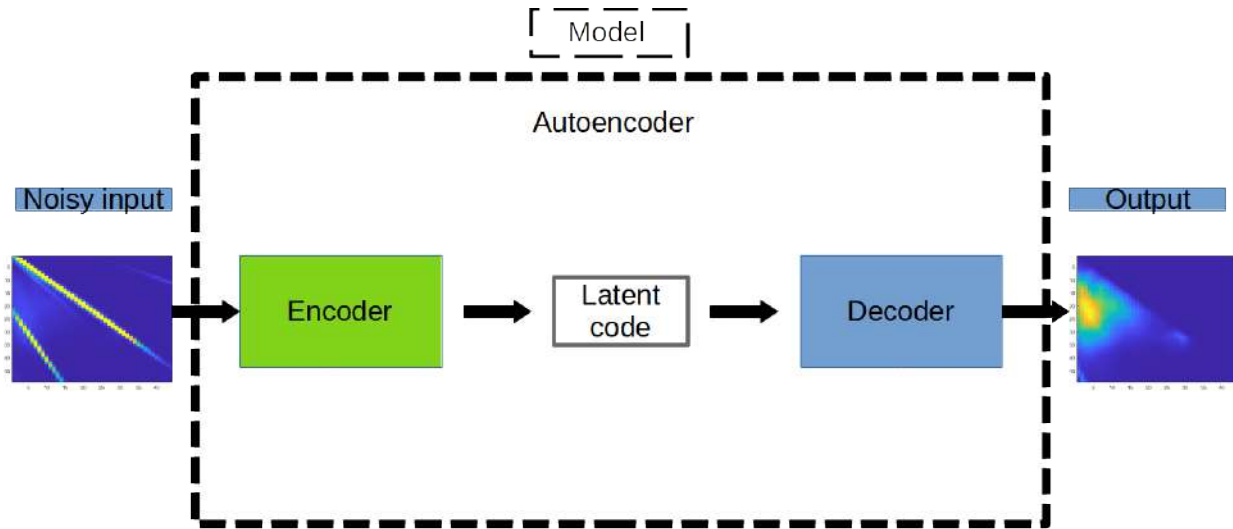 Model
Autoencoder
Noisy input
Output
Encoder
Latent
code
Decoder